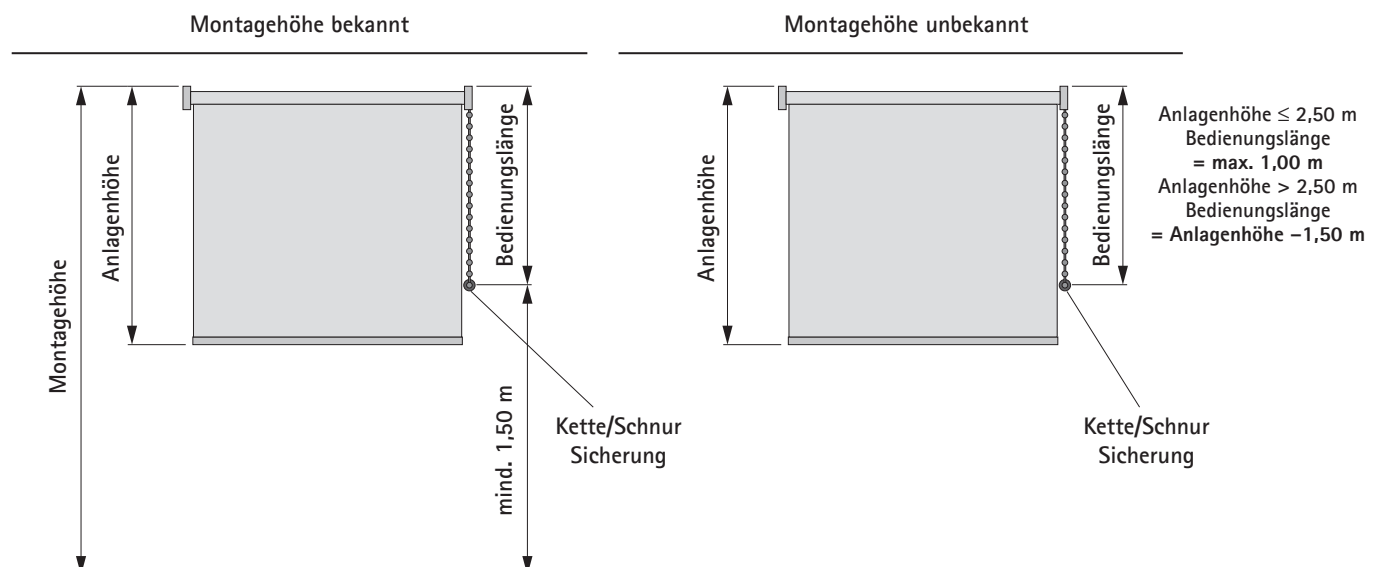 Montagehöhe bekannt
Montagehöhe
Anlagenhöhe
Bedienungslänge
mind. 1,50 m
Kette/Schnur
Sicherung
Montagehöhe unbekannt
Anlagenhöhe
Bedienungslänge
Kette/Schnur
Sicherung
Anlagenhöhe ≤ 2,50 m
Bedienungslänge
= max. 1,00 m
Anlagenhöhe > 2,50 m
Bedienungslänge
= Anlagenhöhe –1,50 m